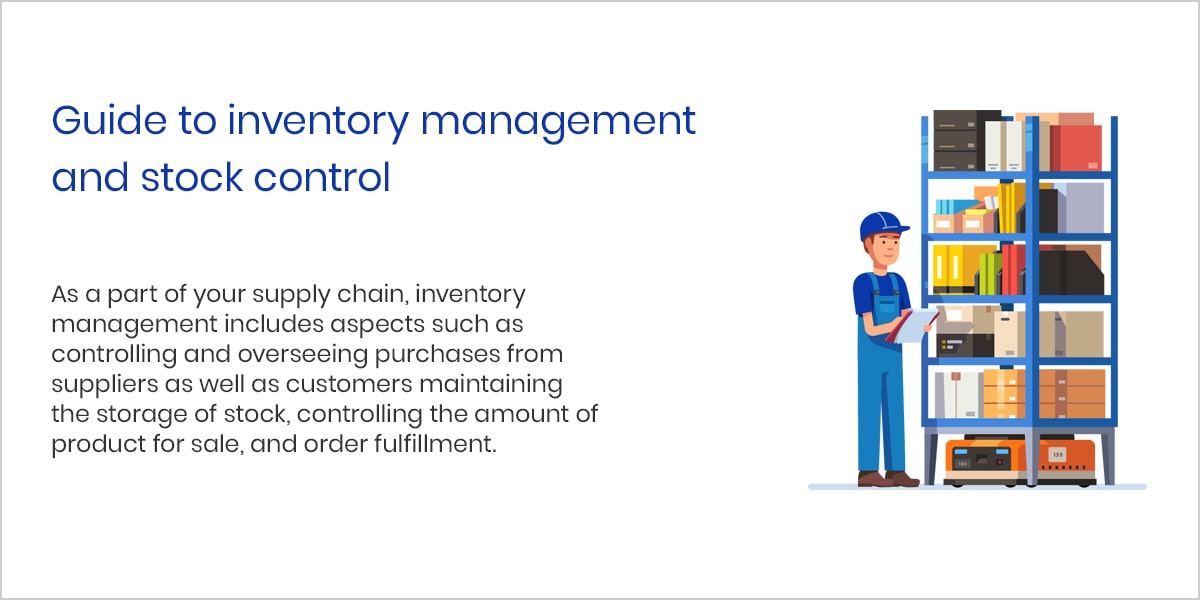 Guide to inventory management
and stock control
As a part of your supply chain, inventory
management includes aspects such as
controlling and overseeing purchases from
suppliers as well as customers maintaining
the storage of stock, controlling the amount of
product for sale, and order fulfillment.
153
153